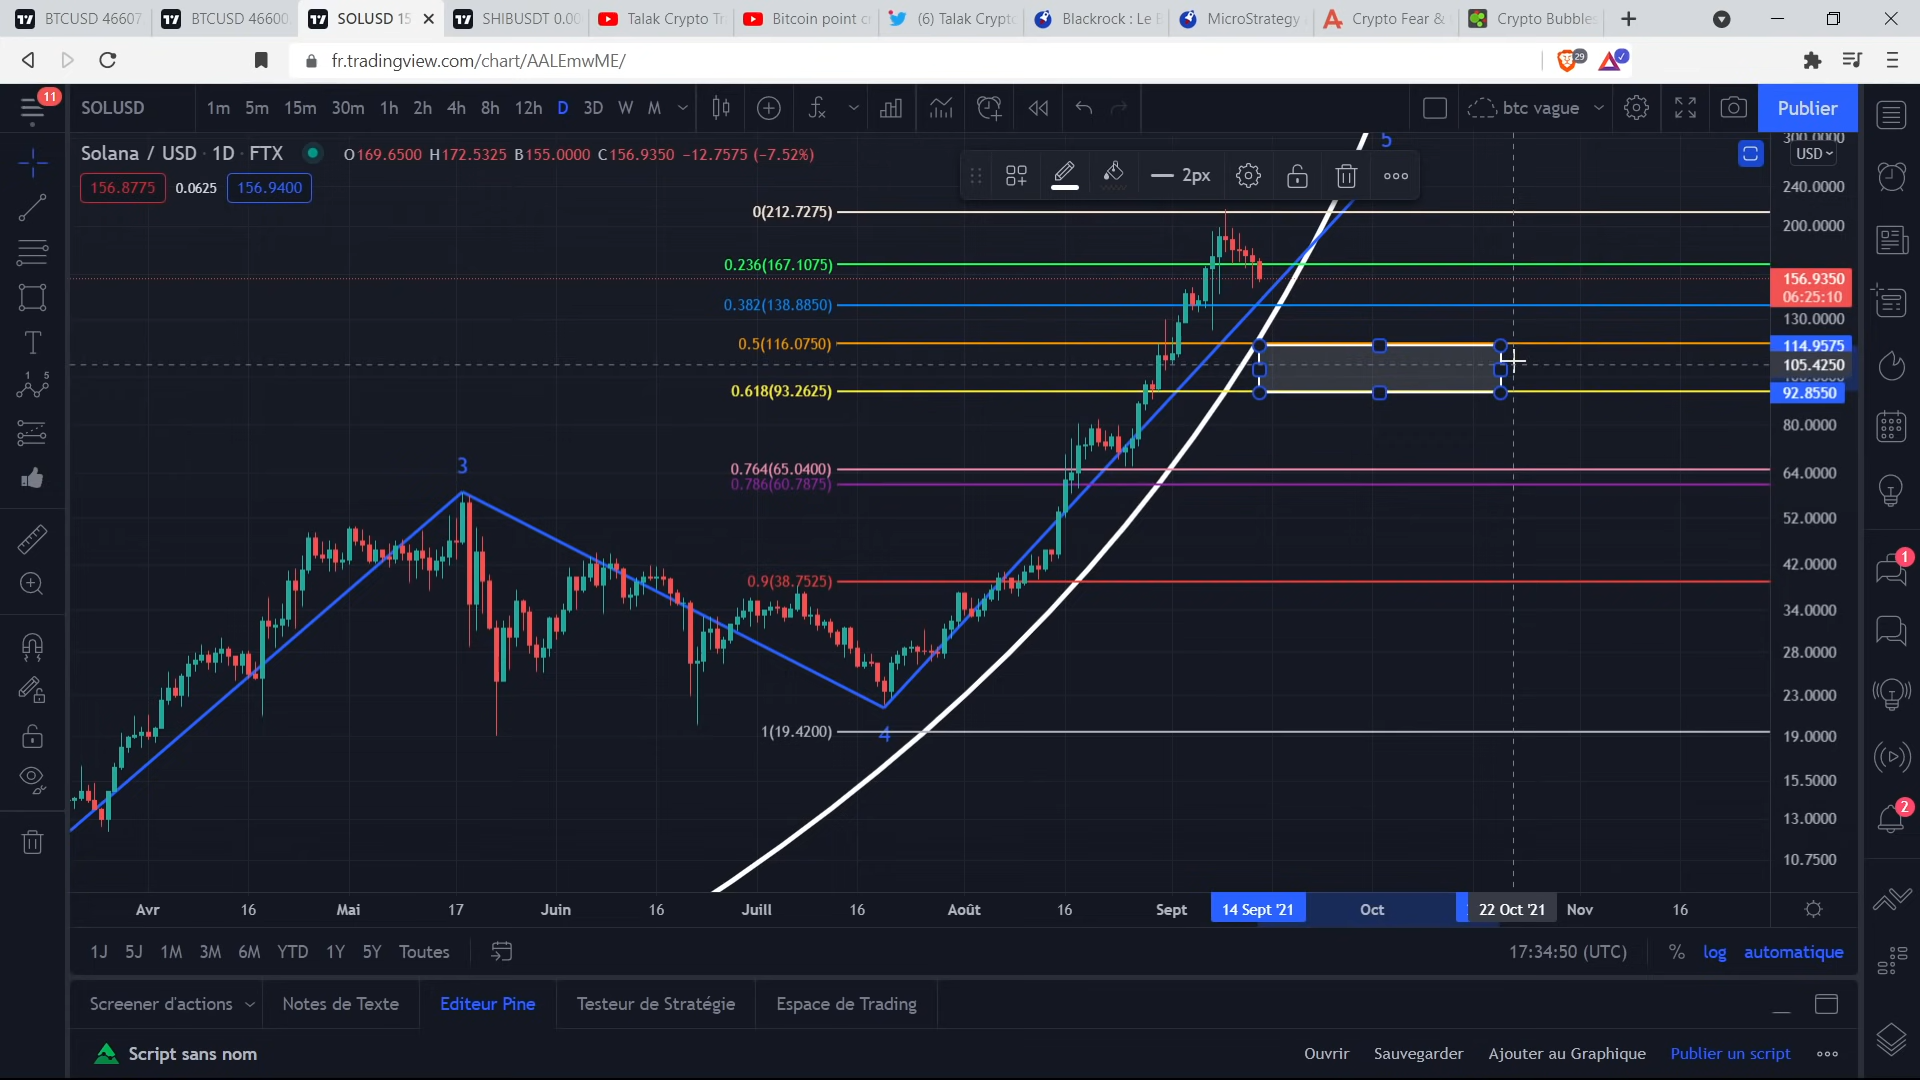 BTCUSD 46607
BTCUSD 46600
SOLUSD 15
SHIBUSDT 0.00
Talak Crypto Tr
Bitcoin point c
(6) Talak Crypto
Blackrock : Le B
MicroStrategy
Crypto Fear &
Crypto Bubbles
fr.tradingview.com/chart/AALEmwME/
29
11
SOLUSD
1m 5m 15m 30m 1h 2h 4h 8h 12h D 3D W M
btc vague
Publier
Solana / USD · 1D · FTX
O169.6500 H172.5325 B155.0000 C156.9350 −12.7575 (−7.52%)
156.8775
0.0625
156.9400
2px
USD
5
3
4
0(212.7275)
0.236(167.1075)
0.382(138.8850)
0.5(116.0750)
0.618(93.2625)
0.764(65.0400)
0.786(60.7875)
0.9(38.7525)
1(19.4200)
300.0000
240.0000
200.0000
156.9350
06:25:10
130.0000
114.9575
105.4250
92.8550
80.0000
64.0000
52.0000
42.0000
34.0000
28.0000
23.0000
19.0000
15.5000
13.0000
10.7500
1
2
Avr 16 Mai 17 Juin 16 Juill 16 Août 16 Sept 14 Sept '21 Oct 22 Oct '21 Nov 16
1J 5J 1M 3M 6M YTD 1Y 5Y Toutes
17:34:50 (UTC)
% log automatique
Screener d'actions
Notes de Texte
Editeur Pine
Testeur de Stratégie
Espace de Trading
Script sans nom
Ouvrir
Sauvegarder
Ajouter au Graphique
Publier un script